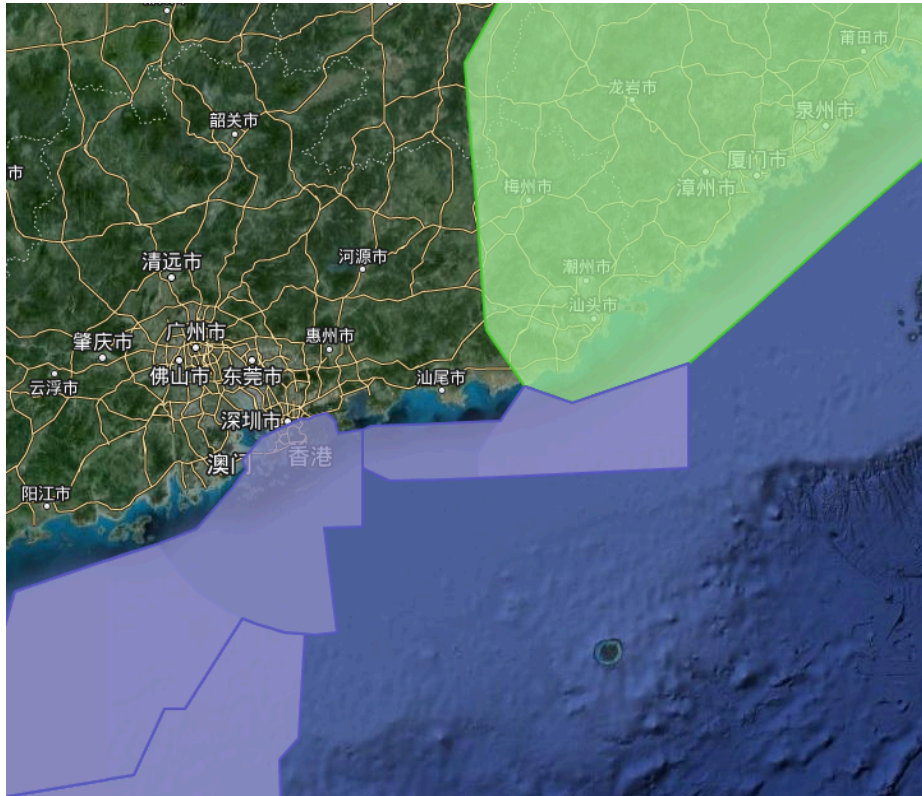 莆田市
龙岩市
泉州市
韶关市
厦门市
市
梅州市
漳州市
河源市
清远市
潮州市
汕头市
广州市
惠州市
肇庆市
佛山市
东莞市
汕尾市
云浮市
深圳市
香港
澳门
阳江市